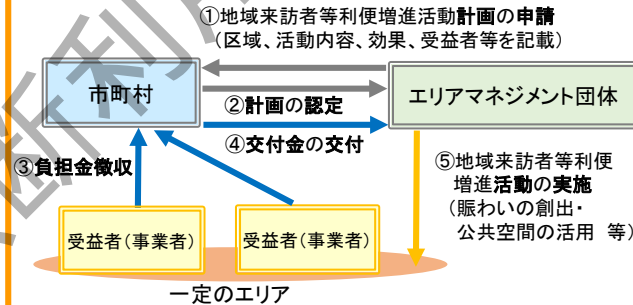 ①地域来訪者等利便増進活動計画の申請
（区域、活動内容、効果、受益者等を記載）
市町村
エリアマネジメント団体
②計画の認定
④交付金の交付
③負担金徴収
⑤地域来訪者等利便
増進活動の実施
（賑わいの創出・
公共空間の活用 等）
受益者（事業者）
受益者（事業者）
一定のエリア
断利